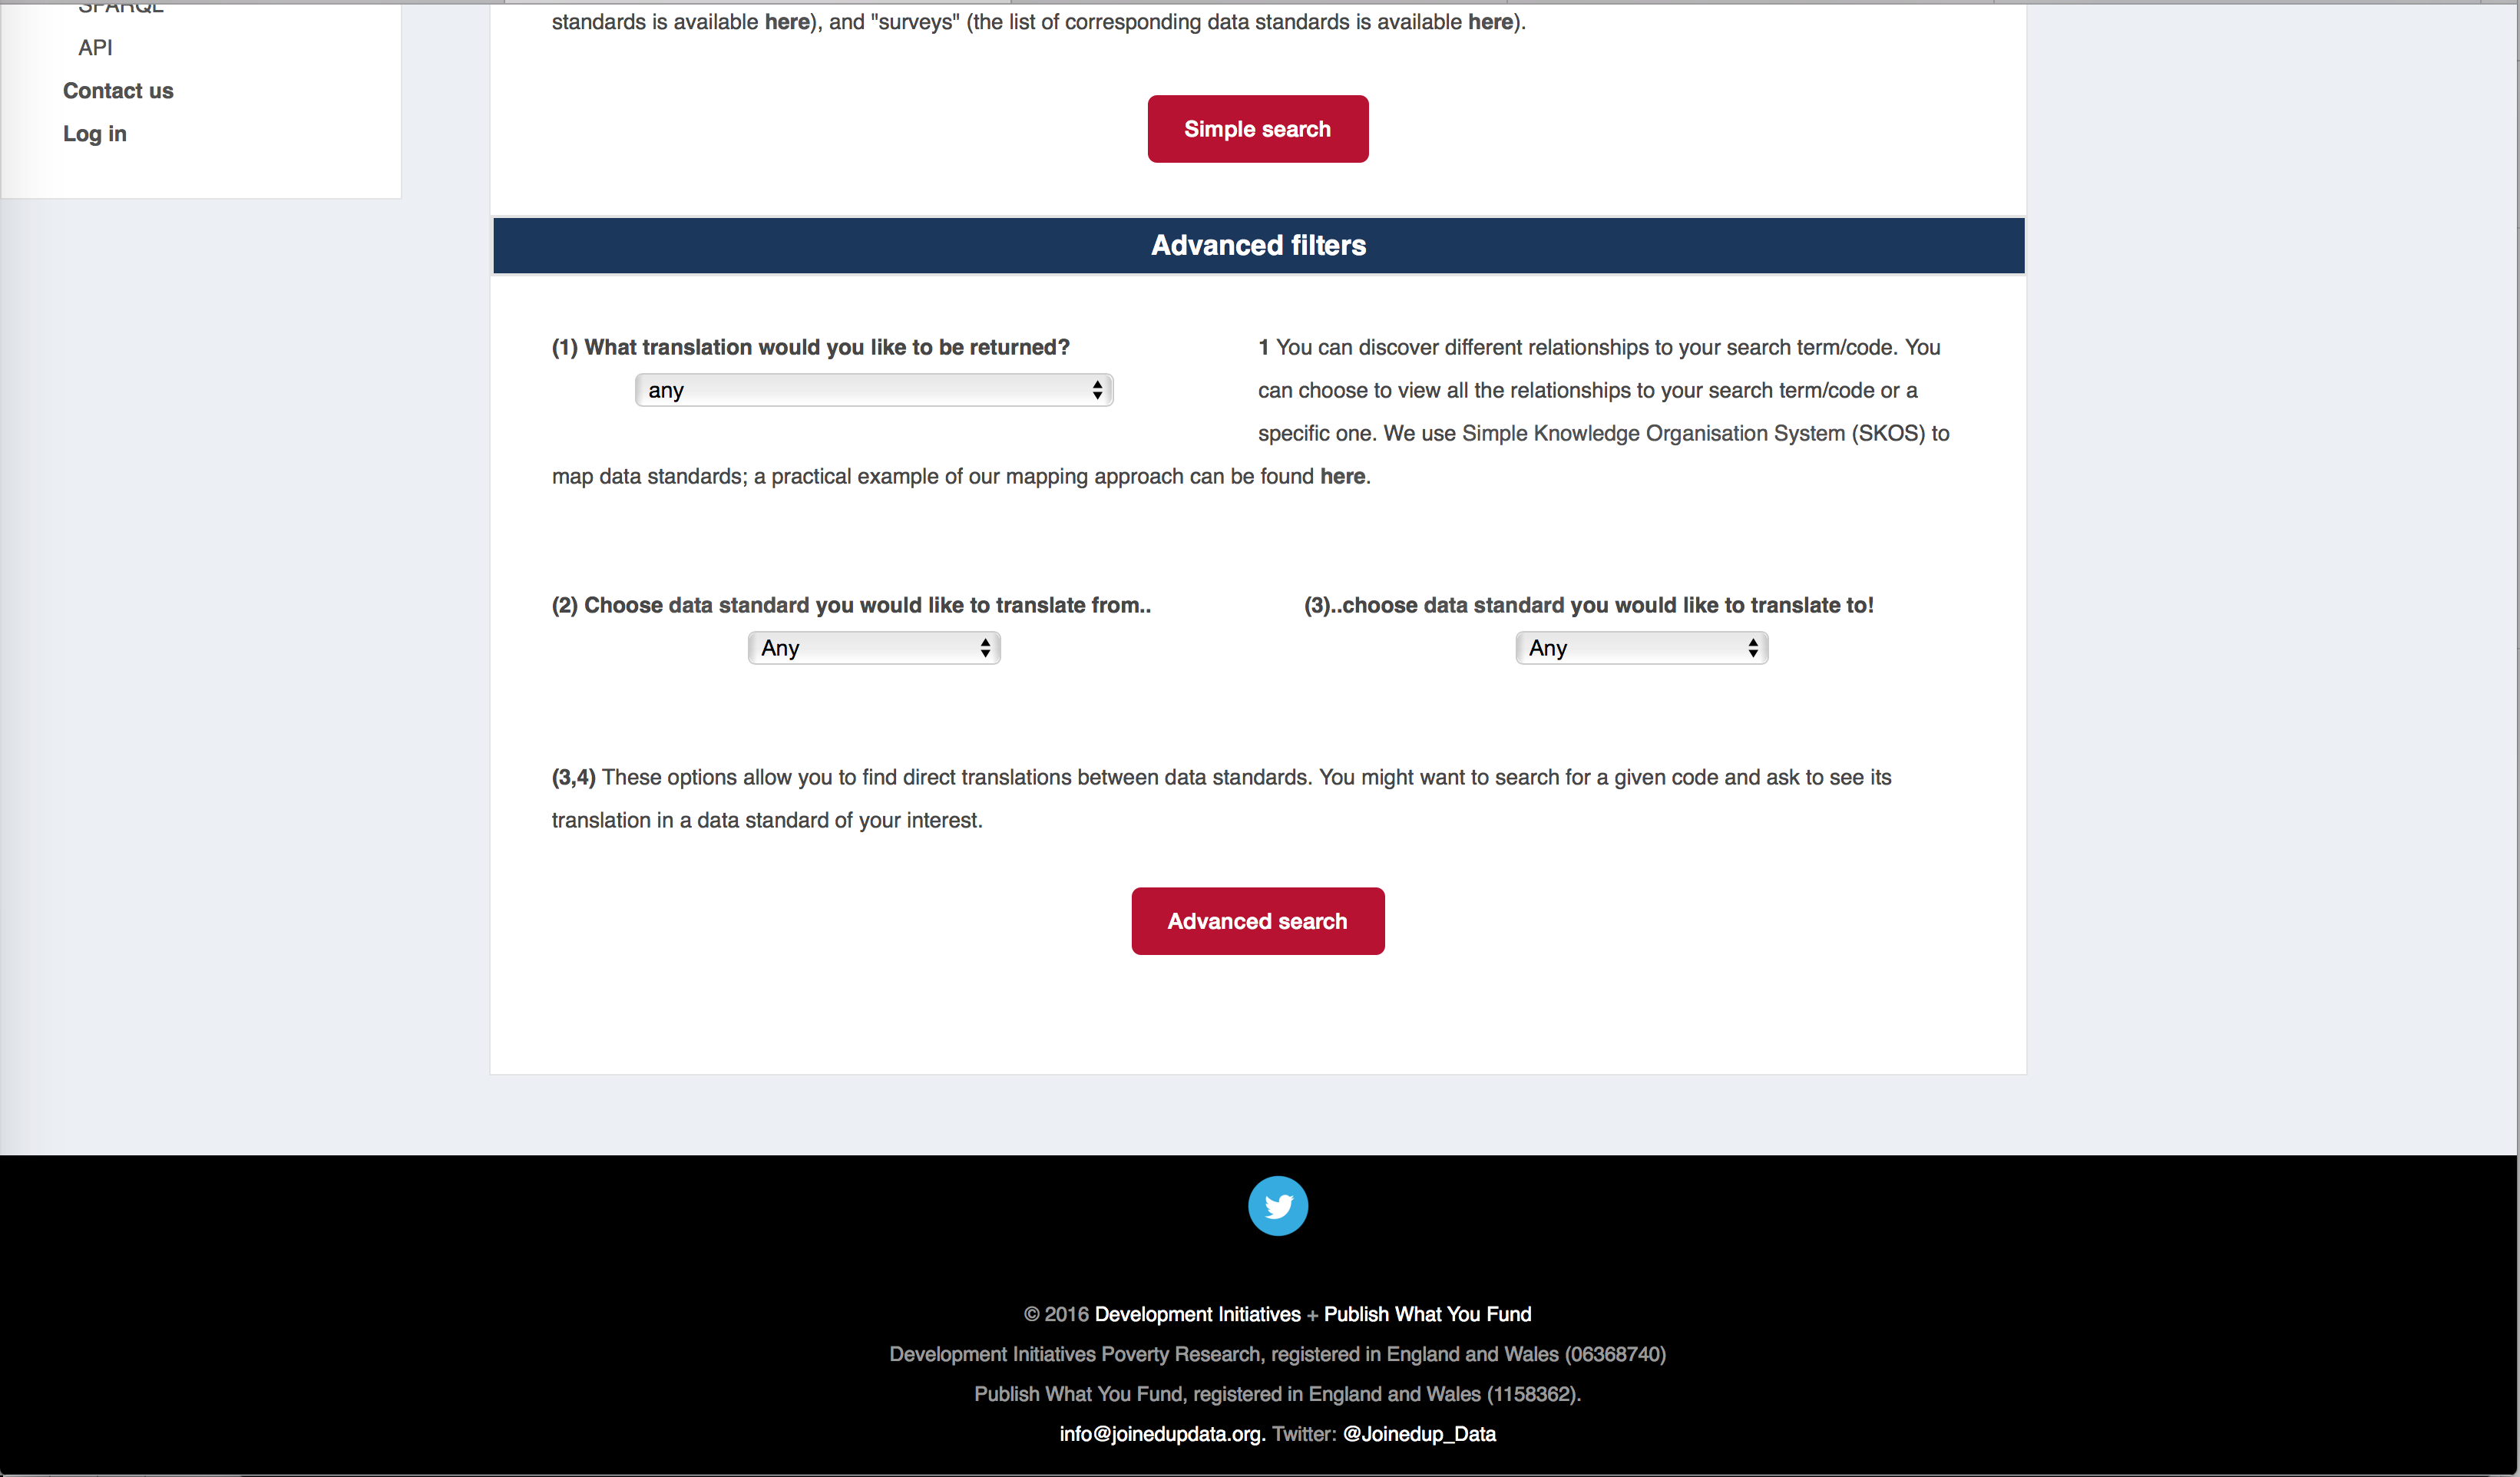 SPARQL
API
Contact us
Log in
standards is available here), and "surveys" (the list of corresponding data standards is available here).
Simple search
Advanced filters
(1) What translation would you like to be returned?
any
1 You can discover different relationships to your search term/code. You
can choose to view all the relationships to your search term/code or a
specific one. We use Simple Knowledge Organisation System (SKOS) to
map data standards; a practical example of our mapping approach can be found here.
(2) Choose data standard you would like to translate from..
Any
(3)..choose data standard you would like to translate to!
Any
(3,4) These options allow you to find direct translations between data standards. You might want to search for a given code and ask to see its
translation in a data standard of your interest.
Advanced search
© 2016 Development Initiatives + Publish What You Fund
Development Initiatives Poverty Research, registered in England and Wales (06368740)
Publish What You Fund, registered in England and Wales (1158362).
info@joinedupdata.org. Twitter: @Joinedup_Data